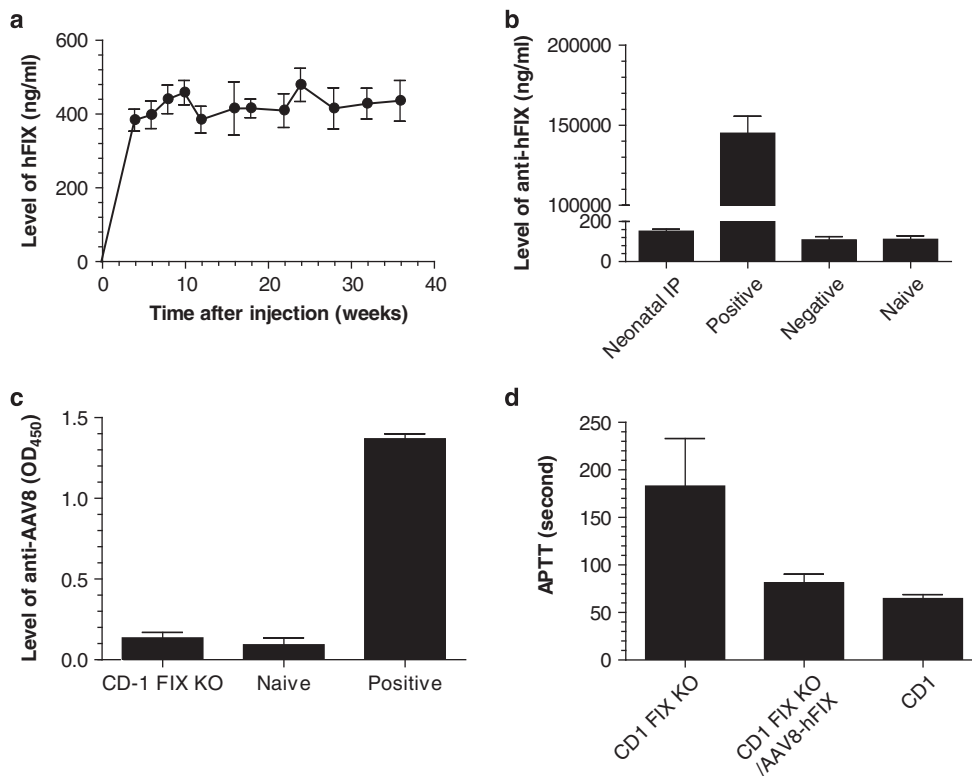 a
600
400
200
0
Level of hFIX (ng/ml)
0 10 20 30 40
Time after injection (weeks)
b
200000
150000
100000
200
0
Level of anti-hFIX (ng/ml)
Neonatal IP
Positive
Negative
Naive
c
1.5
1.0
0.5
0.0
Level of anti-AAV8 (OD450)
CD-1 FIX KO Naive Positive
d
250
200
150
100
50
0
APTT (second)
CD1 FIX KO
CD1 FIX KO
/AAV8-hFIX
CD1